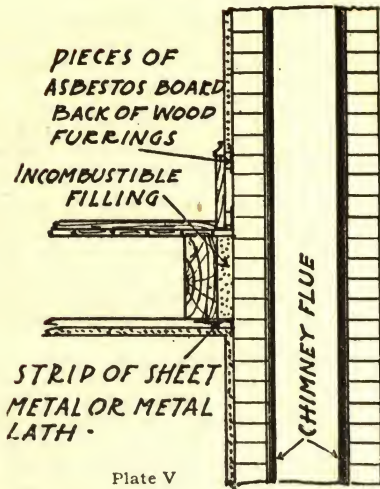 PIECES OF
ASBESTOS BOARD
BACK OF WOOD
FURRINGS
INCOMBUSTIBLE
FILLING
CHIMNEY FLUE
STRIP OF SHEET
METAL OR METAL
LATH -
Plate V